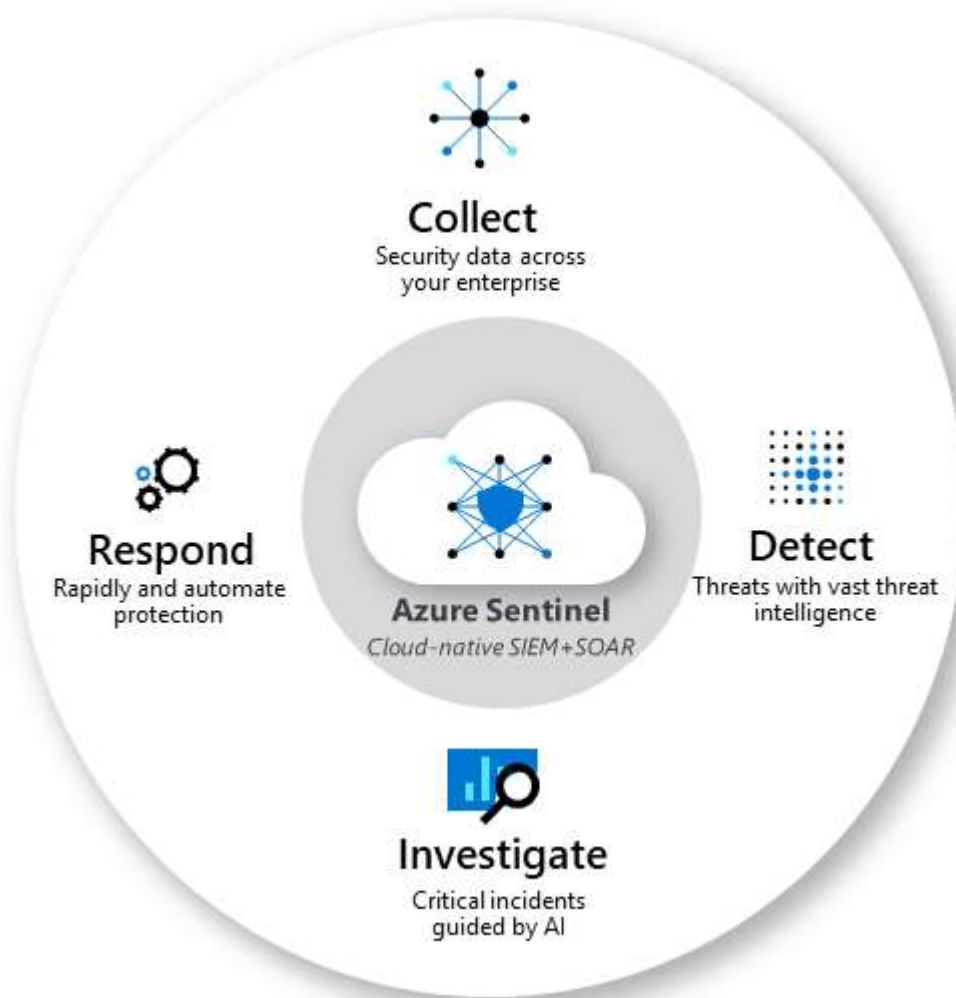 Collect
Security data across
your enterprise
Respond
Rapidly and automate
protection
Azure Sentinel
Cloud-native SIEM+SOAR
Detect
Threats with vast threat
intelligence
Investigate
Critical incidents
guided by AI